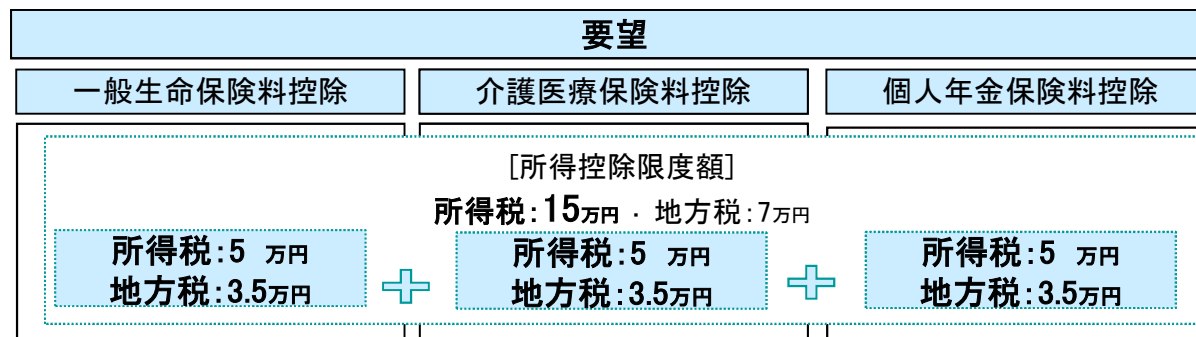 要望
一般生命保険料控除
介護医療保険料控除
個人年金保険料控除
[所得控除限度額]
所得税:15万円 ・ 地方税:7万円
所得税:5 万円
地方税:3.5万円
所得税:5 万円
地方税:3.5万円
所得税:5 万円
地方税:3.5万円